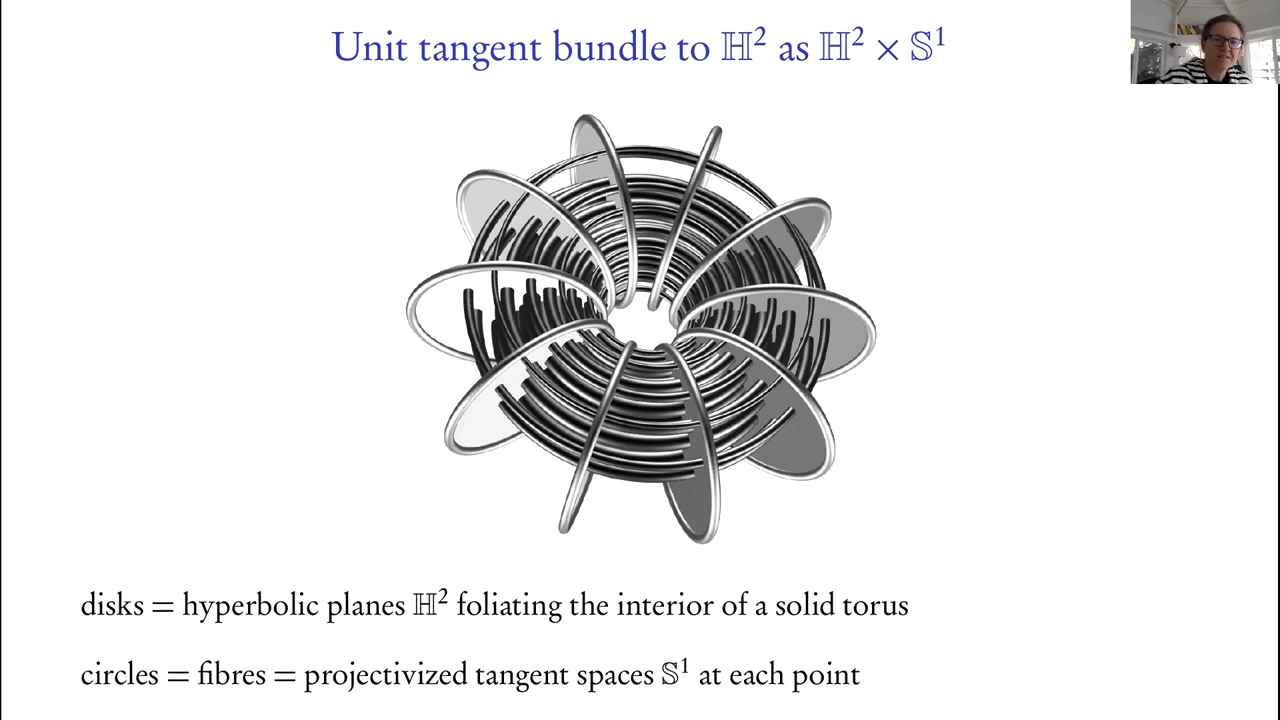 Unit tangent bundle to ℍ² as ℍ² × 𝕊¹
disks = hyperbolic planes ℍ² foliating the interior of a solid torus
circles = fibres = projectivized tangent spaces 𝕊¹ at each point